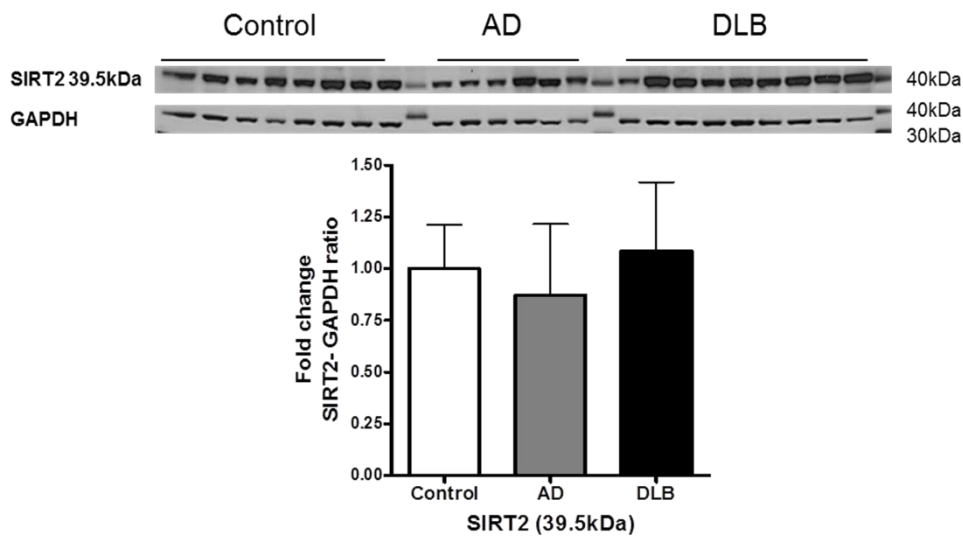 Control AD DLB
SIRT2 39.5kDa 40kDa
GAPDH 40kDa
30kDa
1.50
1.25
1.00
0.75
0.50
0.25
0.00
Fold change
SIRT2- GAPDH ratio
Control AD DLB
SIRT2 (39.5kDa)